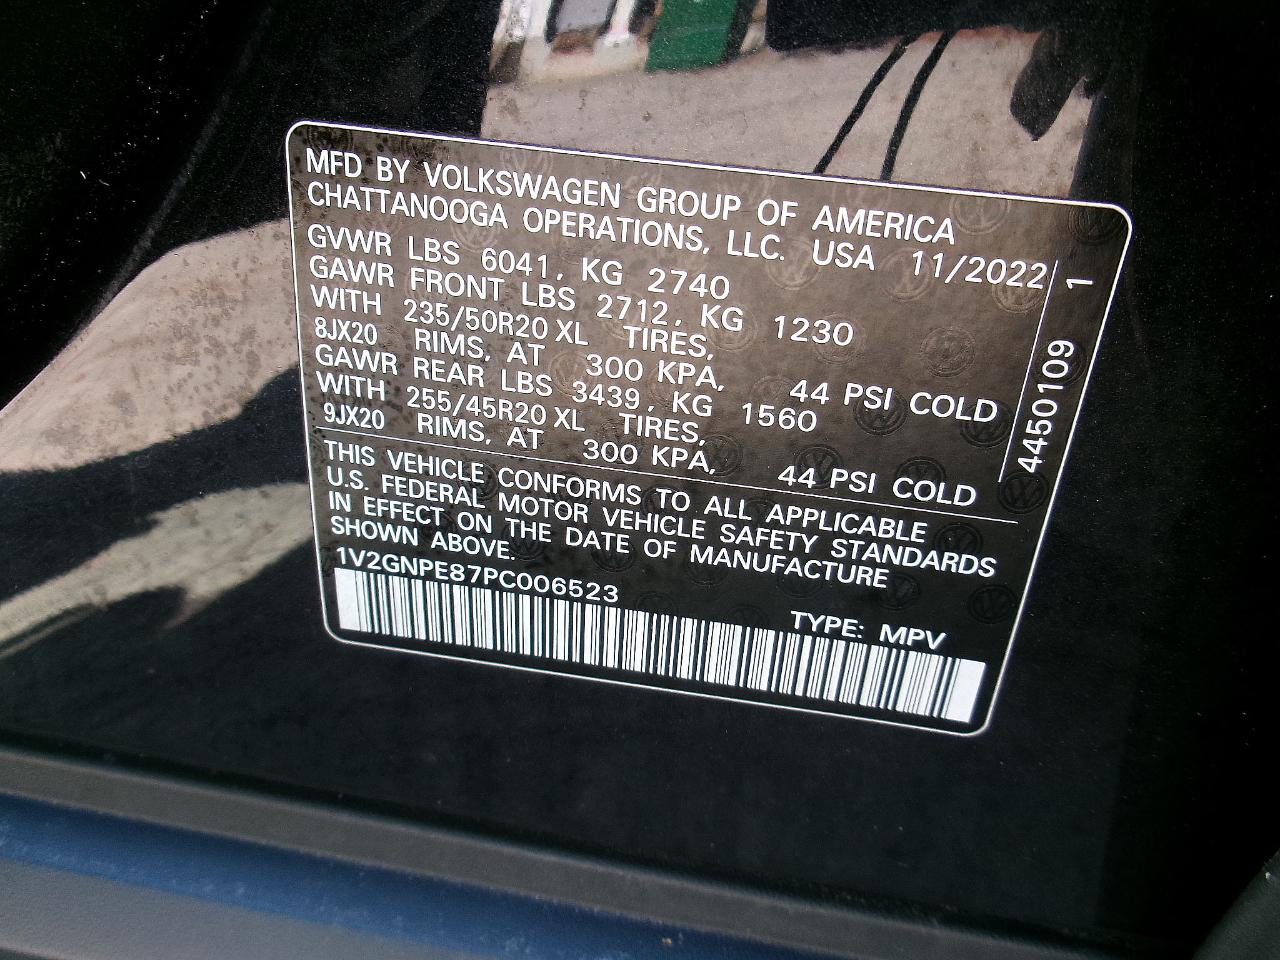 MFD BY VOLKSWAGEN GROUP OF AMERICA
CHATTANOOGA OPERATIONS, LLC. USA 11/2022
GVWR LBS 6041, KG 2740
GAWR FRONT LBS 2712, KG 1230
WITH 235/50R20 XL TIRES,
8JX20 RIMS, AT 300 KPA, 44 PSI COLD
GAWR REAR LBS 3439, KG 1560
WITH 255/45R20 XL TIRES,
9JX20 RIMS, AT 300 KPA, 44 PSI COLD
4450109 1
THIS VEHICLE CONFORMS TO ALL APPLICABLE
U.S. FEDERAL MOTOR VEHICLE SAFETY STANDARDS
IN EFFECT ON THE DATE OF MANUFACTURE
SHOWN ABOVE.
1V2GNPE87PC006523
TYPE: MPV